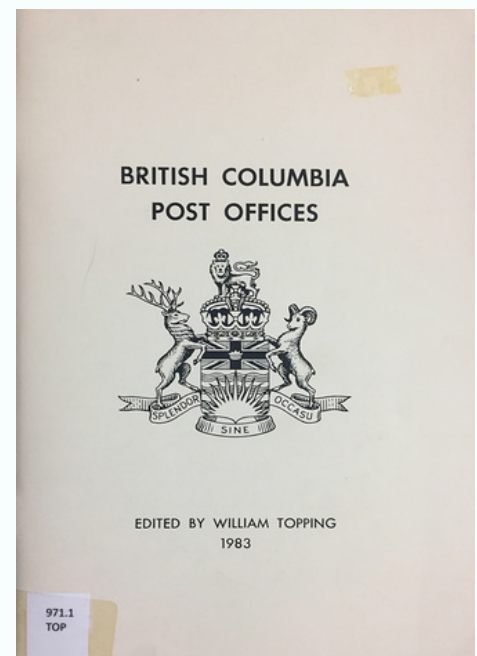 BRITISH COLUMBIA
POST OFFICES
SPLENDOR
SINE
OCCASU
EDITED BY WILLIAM TOPPING
1983
971.1
TOP